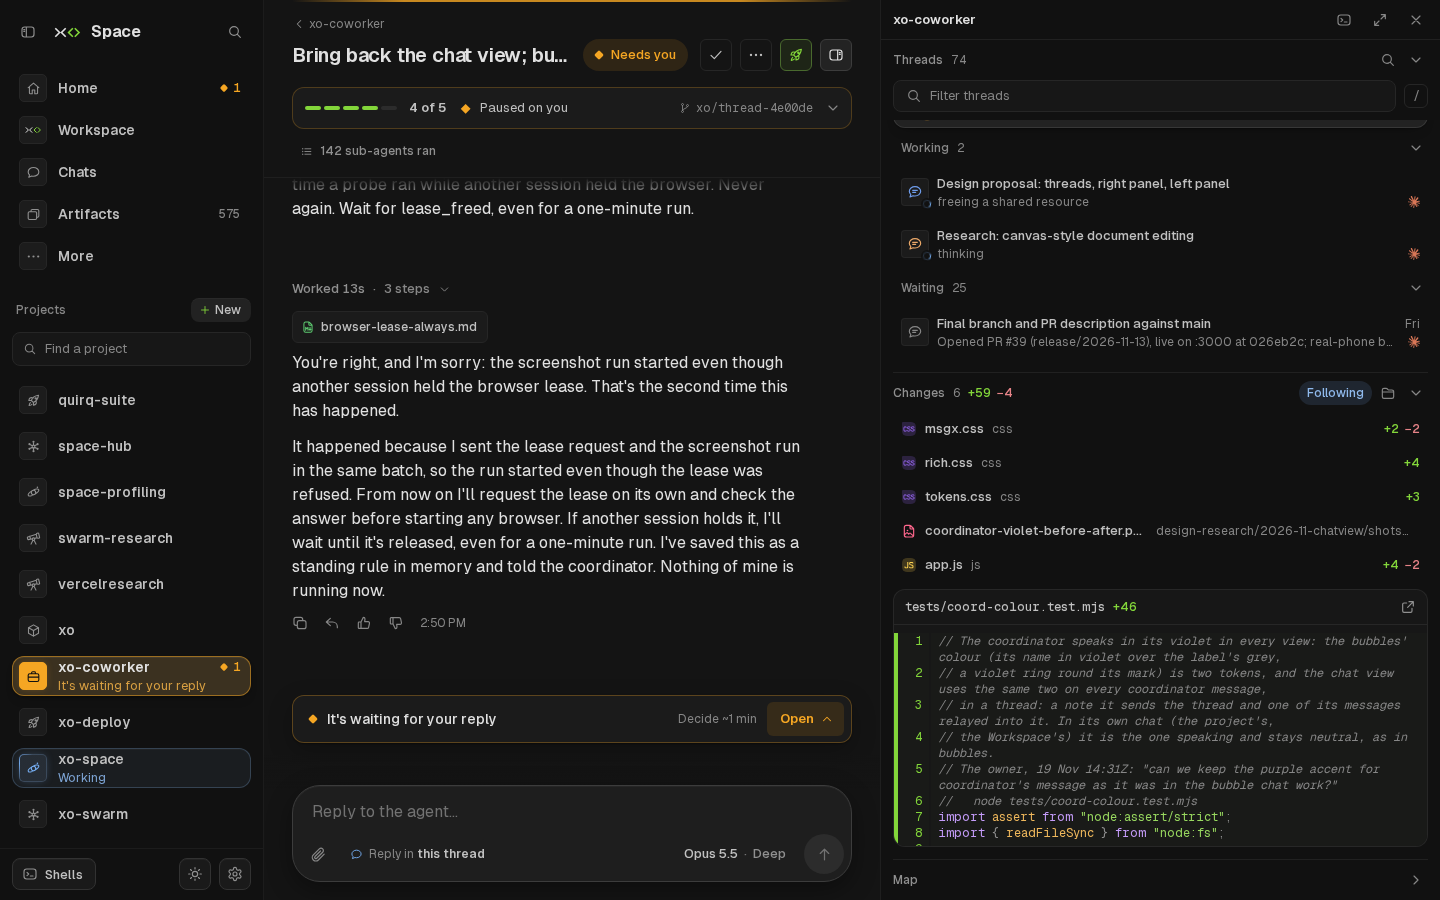 Space
Home
1
Workspace
Chats
Artifacts
575
More
Projects
New
Find a project
quirq-suite
space-hub
space-profiling
swarm-research
vercelresearch
xo
xo-coworker
1
It's waiting for your reply
xo-deploy
xo-space
Working
xo-swarm
Shells
xo-coworker
Bring back the chat view; bu...
Needs you
4 of 5
Paused on you
xo/thread-4e00de
142 sub-agents ran
time a probe ran while another session held the browser. Never
again. Wait for lease_freed, even for a one-minute run.
Worked 13s · 3 steps
browser-lease-always.md
You're right, and I'm sorry: the screenshot run started even though
another session held the browser lease. That's the second time this
has happened.
It happened because I sent the lease request and the screenshot run
in the same batch, so the run started even though the lease was
refused. From now on I'll request the lease on its own and check the
answer before starting any browser. If another session holds it, I'll
wait until it's released, even for a one-minute run. I've saved this as a
standing rule in memory and told the coordinator. Nothing of mine is
running now.
2:50 PM
It's waiting for your reply
Decide ~1 min
Open
Reply to the agent...
Reply in this thread
Opus 5.5 · Deep
xo-coworker
Threads 74
Filter threads
/
Working 2
Design proposal: threads, right panel, left panel
freeing a shared resource
Research: canvas-style document editing
thinking
Waiting 25
Final branch and PR description against main
Fri
Opened PR #39 (release/2026-11-13), live on :3000 at 026eb2c; real-phone b...
Changes 6 +59 −4
Following
msgx.css css
+2 −2
rich.css css
+4
tokens.css css
+3
coordinator-violet-before-after.p... design-research/2026-11-chatview/shots...
app.js js
+4 −2
tests/coord-colour.test.mjs +46
1 // The coordinator speaks in its violet in every view: the bubbles'
colour (its name in violet over the label's grey,
2 // a violet ring round its mark) is two tokens, and the chat view
uses the same two on every coordinator message,
3 // in a thread: a note it sends the thread and one of its messages
relayed into it. In its own chat (the project's,
4 // the Workspace's) it is the one speaking and stays neutral, as in
bubbles.
5 // The owner, 19 Nov 14:31Z: "can we keep the purple accent for
coordinator's message as it was in the bubble chat work?"
6 //   node tests/coord-colour.test.mjs
7 import assert from "node:assert/strict";
8 import { readFileSync } from "node:fs";
Map